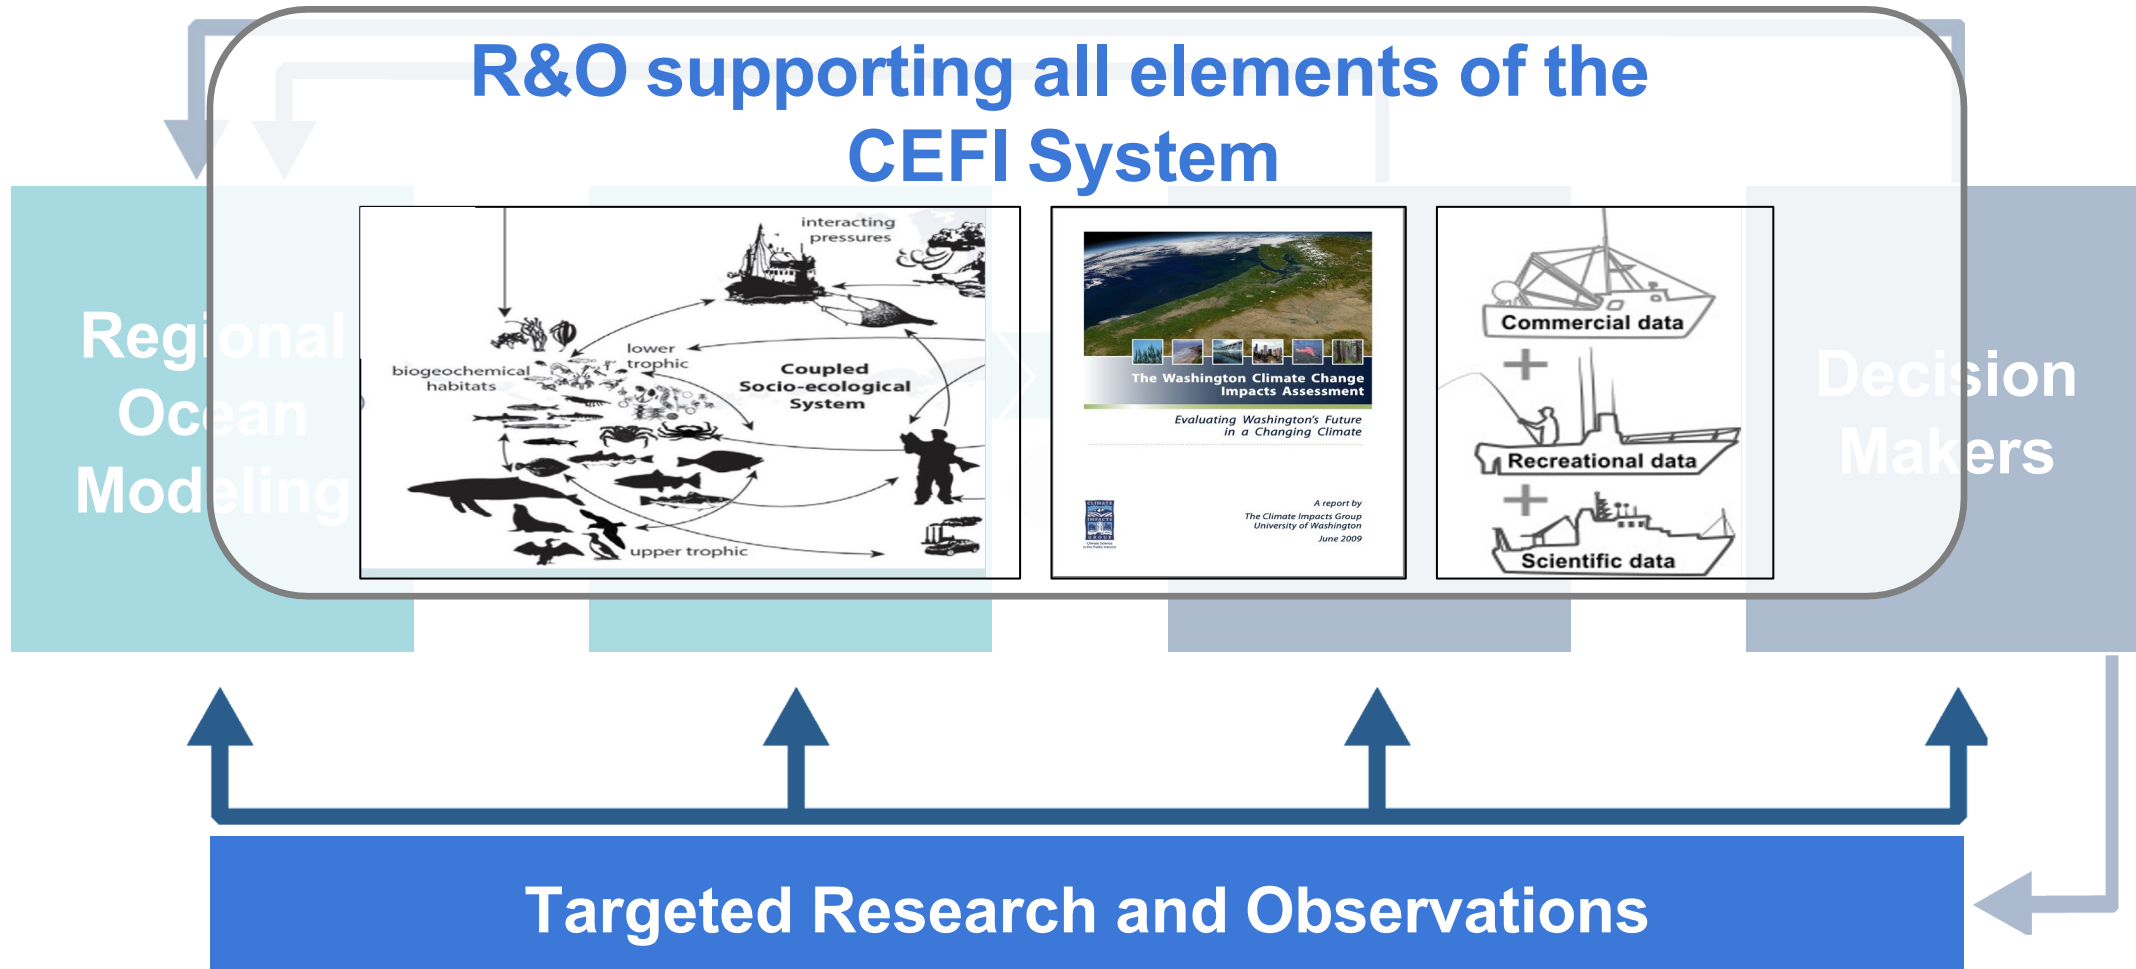 R&O supporting all elements of the
CEFI System
Regional
Ocean
Modeling
interacting
pressures
lower
trophic
biogeochemical
habitats
Coupled
Socio-ecological
System
upper trophic
The Washington Climate Change
Impacts Assessment
Evaluating Washington's Future
in a Changing Climate
CLIMATE
IMPACTS
GROUP
A report by
The Climate Impacts Group
University of Washington
June 2009
Commercial data
+
Recreational data
+
Scientific data
Decision
Makers
Targeted Research and Observations